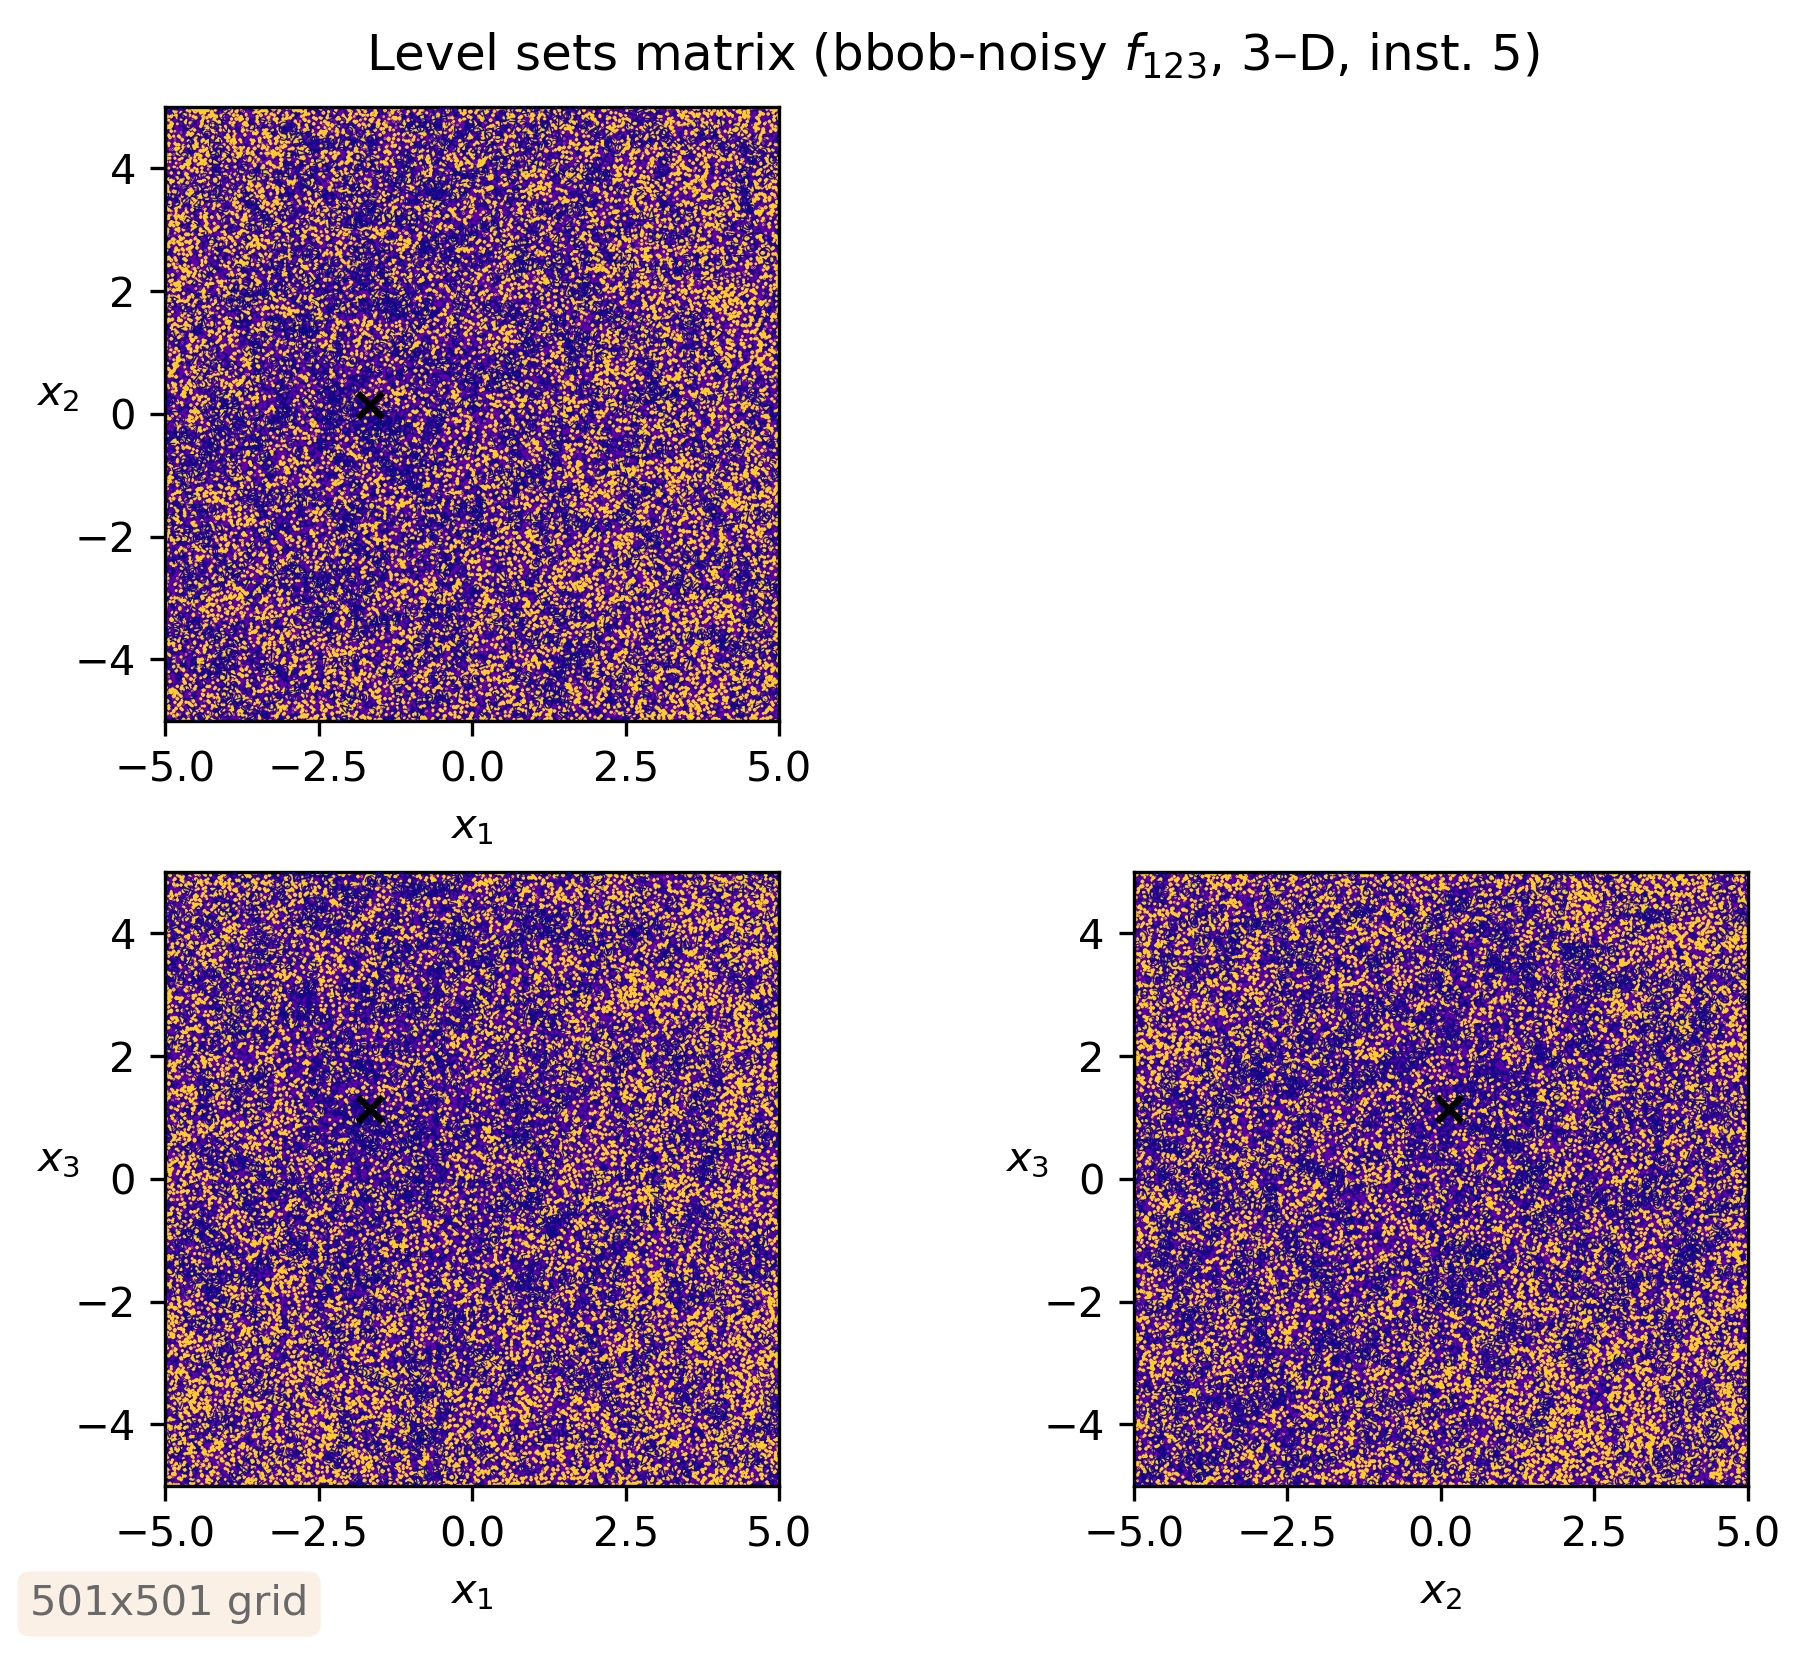 Level sets matrix (bbob-noisy f₁₂₃, 3–D, inst. 5)
4
2
x₂ 0
−2
−4
−5.0 −2.5 0.0 2.5 5.0
x₁
4 4
2 2
x₃ 0 x₃ 0
−2 −2
−4 −4
−5.0 −2.5 0.0 2.5 5.0 −5.0 −2.5 0.0 2.5 5.0
501x501 grid x₁ x₂